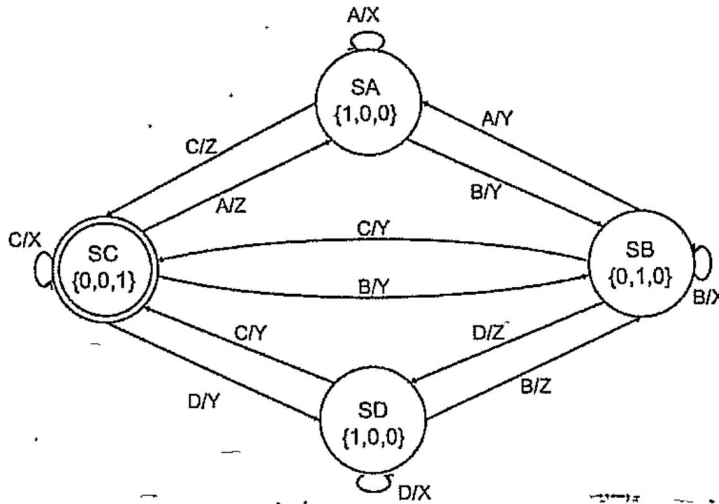 A/X
SA
{1,0,0}
C/Z
A/Y
A/Z
B/Y
C/X
SC
{0,0,1}
C/Y
B/Y
SB
{0,1,0}
B/X
C/Y
D/Z
D/Y
B/Z
SD
{1,0,0}
D/X